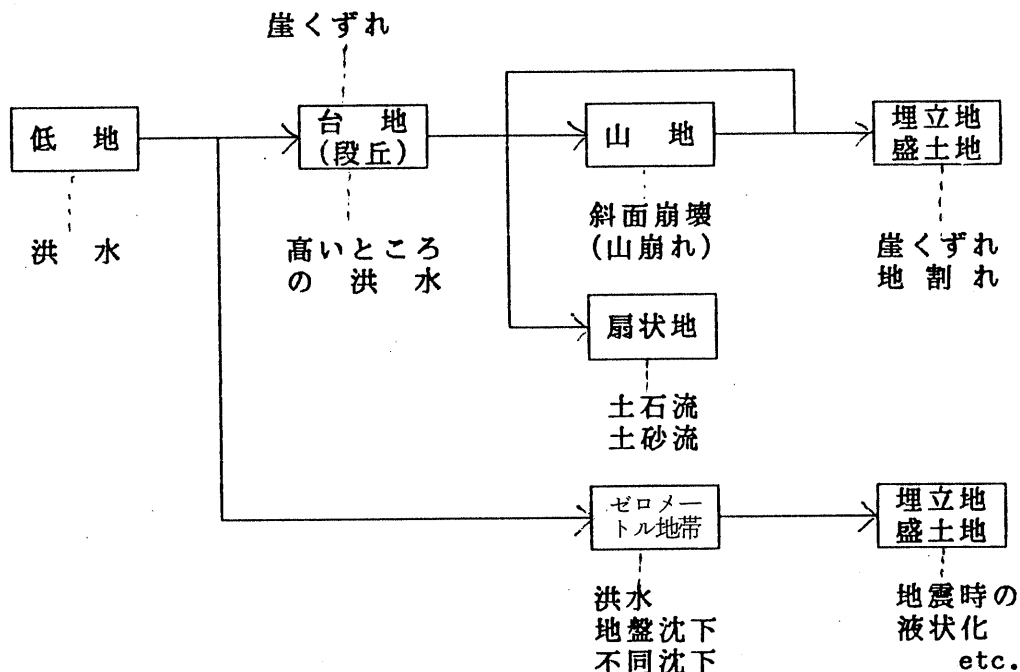 崖くずれ
低地
台地
(段丘)
山地
埋立地
盛土地
洪水
高いところ
の洪水
斜面崩壊
(山崩れ)
崖くずれ
地割れ
扇状地
土石流
土砂流
ゼロメー
トル地帯
埋立地
盛土地
洪水
地盤沈下
不同沈下
地震時の
液状化
etc.